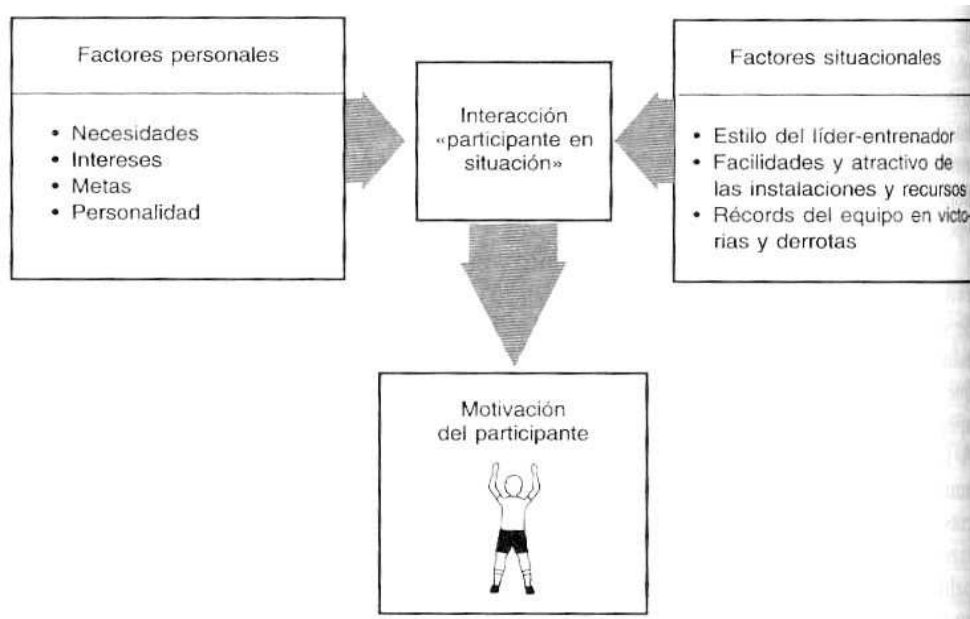 Factores personales
• Necesidades
• Intereses
• Metas
• Personalidad
Interacción
«participante en
situación»
Factores situacionales
• Estilo del líder-entrenador
• Facilidades y atractivo de
las instalaciones y recursos
• Récords del equipo en victo-
rias y derrotas
Motivación
del participante